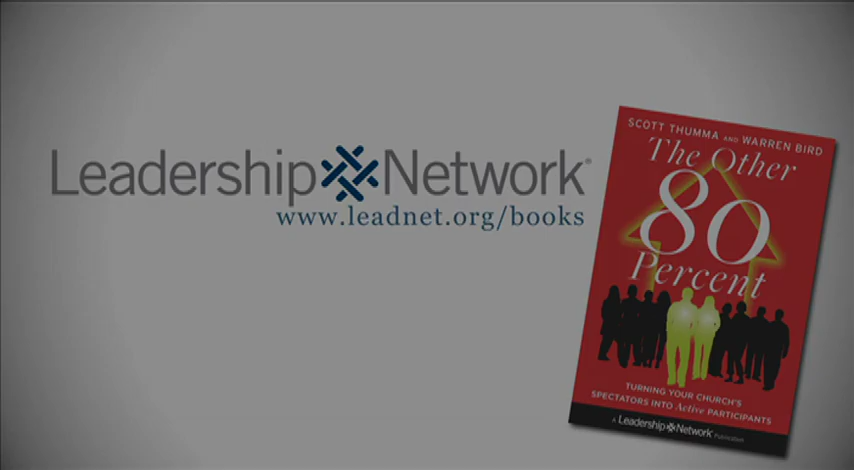 Leadership Network®
www.leadnet.org/books
SCOTT THUMMA AND WARREN BIRD
The Other
80
Percent
TURNING YOUR CHURCH'S
SPECTATORS INTO Active PARTICIPANTS
A Leadership Network Publication